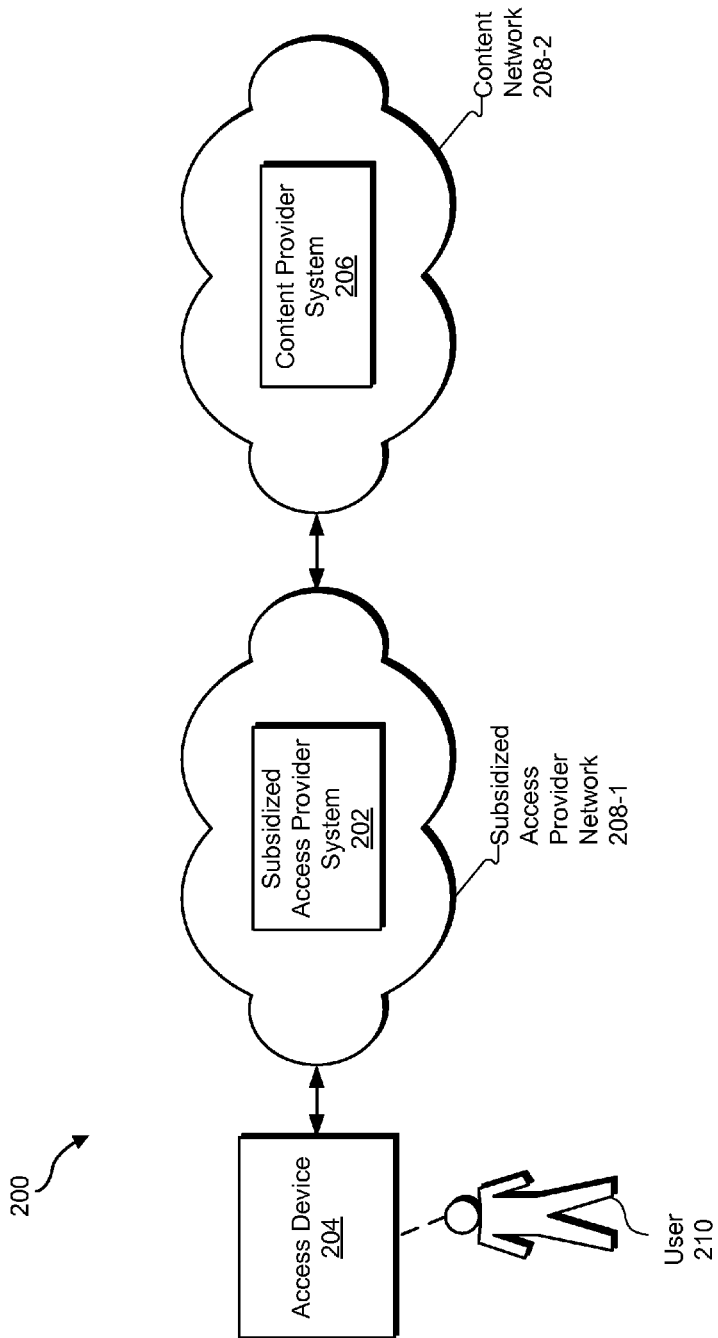 200
Access Device
204
User
210
Subsidized
Access Provider
System
202
Subsidized
Access
Provider
Network
208-1
Content Provider
System
206
Content
Network
208-2